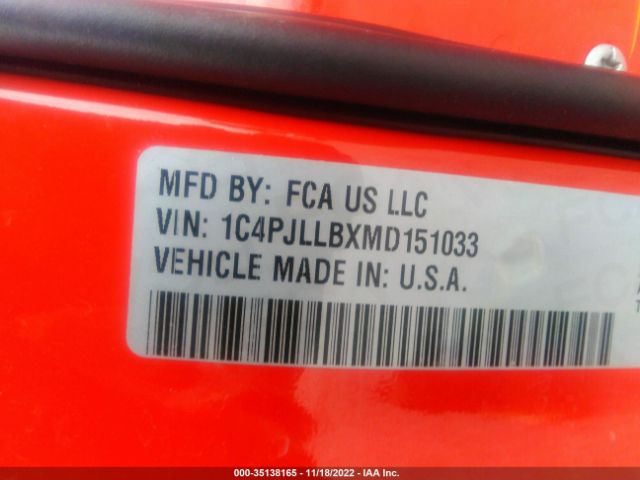 MFD BY: FCA US LLC
VIN: 1C4PJLLBXMD151033
VEHICLE MADE IN: U.S.A.
000-35138165 - 11/18/2022 - IAA Inc.